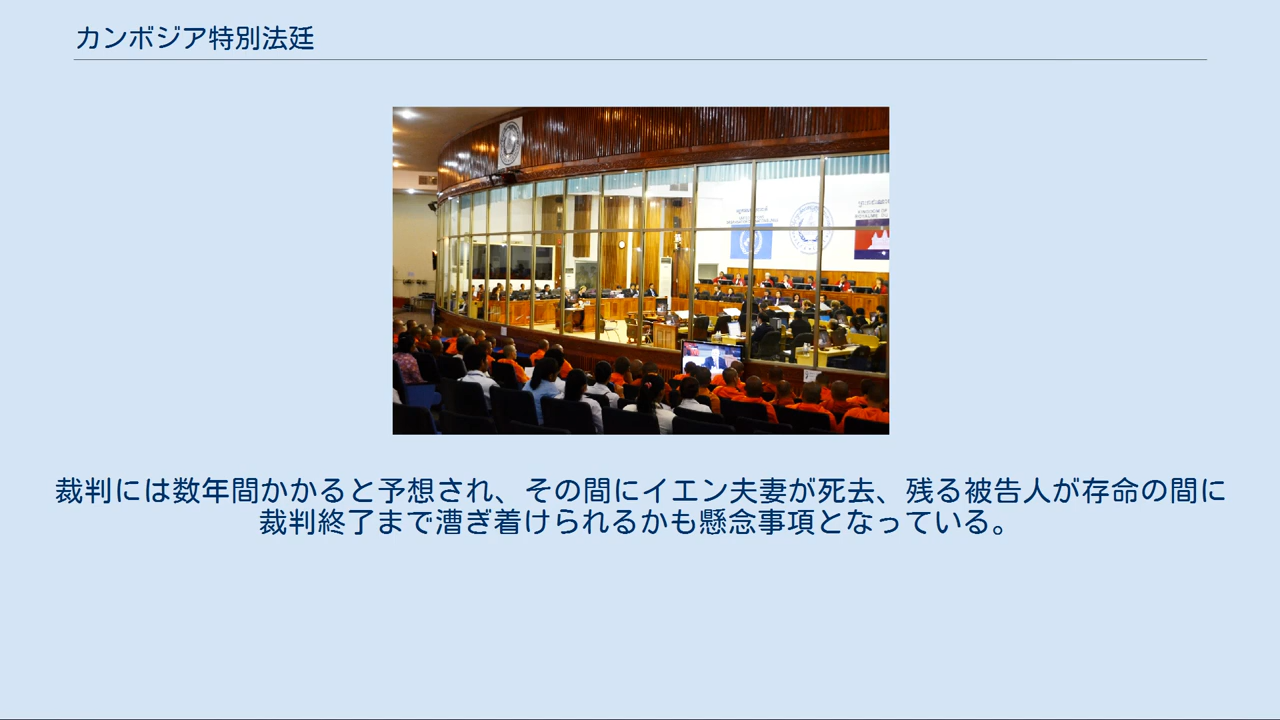 カンボジア特別法廷
裁判には数年間かかると予想され、その間にイエン夫妻が死去、残る被告人が存命の間に
裁判終了まで漕ぎ着けられるかも懸念事項となっている。